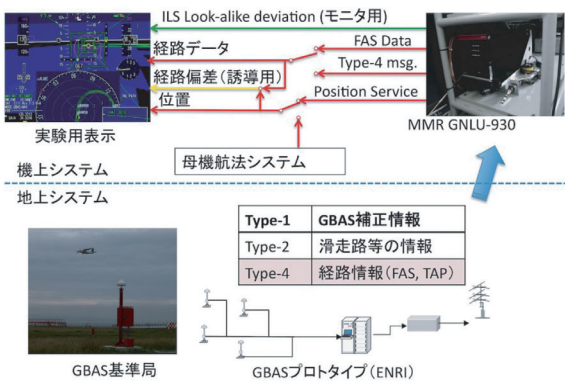 ILS Look-alike deviation (モニタ用)
経路データ
FAS Data
Type-4 msg.
経路偏差(誘導用)
位置
Position Service
実験用表示
MMR GNLU-930
母機航法システム
機上システム
地上システム
Type-1 GBAS補正情報
Type-2 滑走路等の情報
Type-4 経路情報(FAS, TAP)
GBAS基準局
GBASプロトタイプ(ENRI)